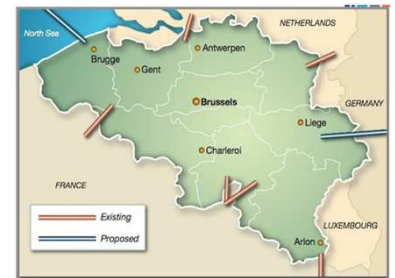 North Sea
NETHERLANDS
Brugge
Antwerpen
Gent
Brussels
GERMANY
Liege
Charleroi
FRANCE
LUXEMBOURG
Arlon
Existing
Proposed